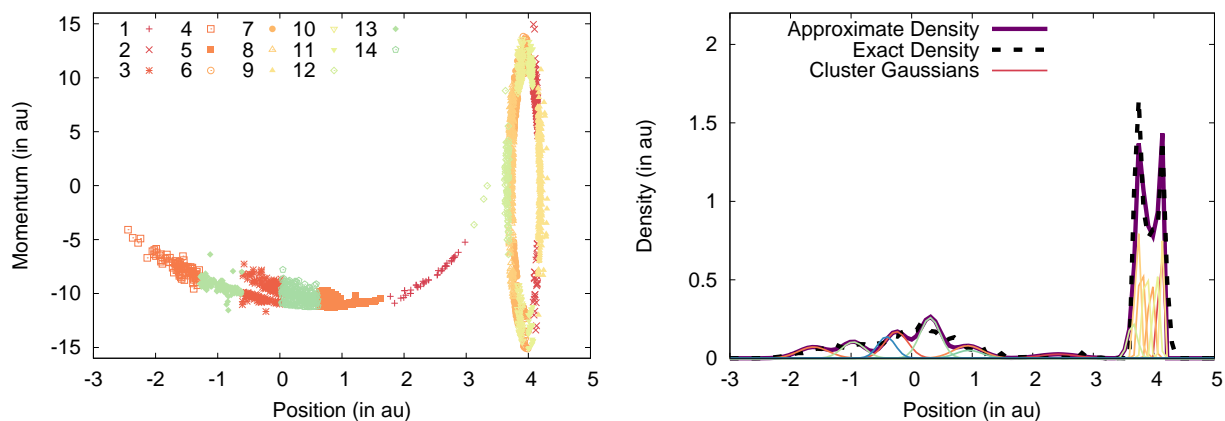 15
10
5
0
-5
-10
-15
Momentum (in au)
1 4 7 10 13
2 5 8 11 14
3 6 9 12
-3 -2 -1 0 1 2 3 4 5
Position (in au)
2
1.5
1
0.5
0
Density (in au)
Approximate Density
Exact Density
Cluster Gaussians
-3 -2 -1 0 1 2 3 4 5
Position (in au)